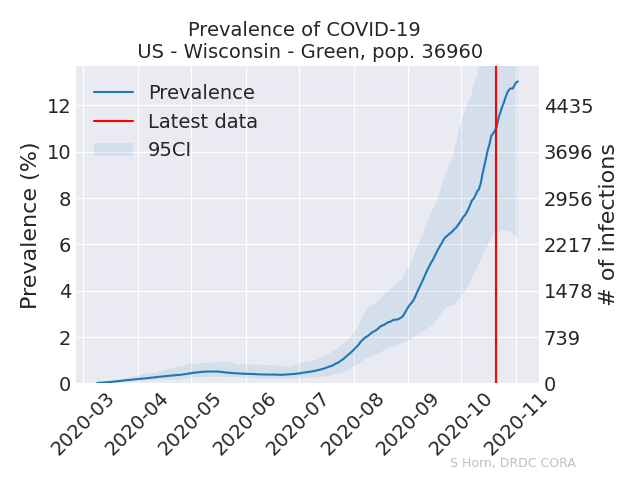 Prevalence of COVID-19
US - Wisconsin - Green, pop. 36960
Prevalence
Latest data
95CI
Prevalence (%)
12
10
8
6
4
2
0
4435
3696
2956
2217
1478
739
0
# of infections
2020-03
2020-04
2020-05
2020-06
2020-07
2020-08
2020-09
2020-10
2020-11
S Horn, DRDC CORA